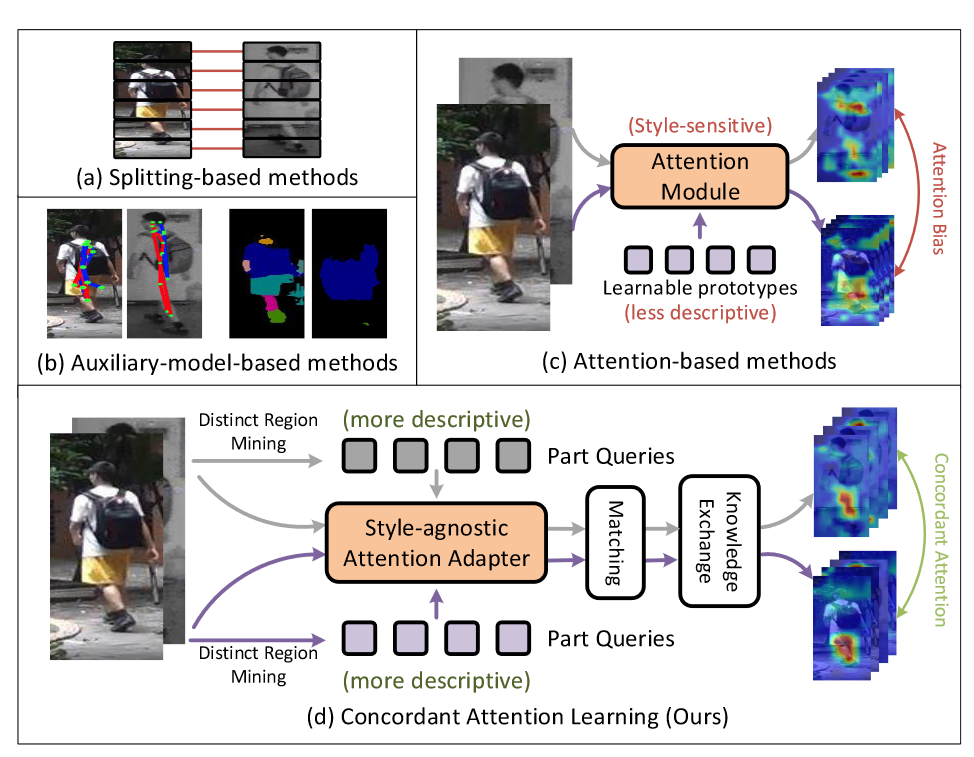 (a) Splitting-based methods
(b) Auxiliary-model-based methods
(Style-sensitive)
Attention
Module
Learnable prototypes
(less descriptive)
Attention Bias
(c) Attention-based methods
Distinct Region
Mining
(more descriptive)
Part Queries
Style-agnostic
Attention Adapter
Matching
Knowledge
Exchange
Concordant Attention
Part Queries
Distinct Region
Mining
(more descriptive)
(d) Concordant Attention Learning (Ours)